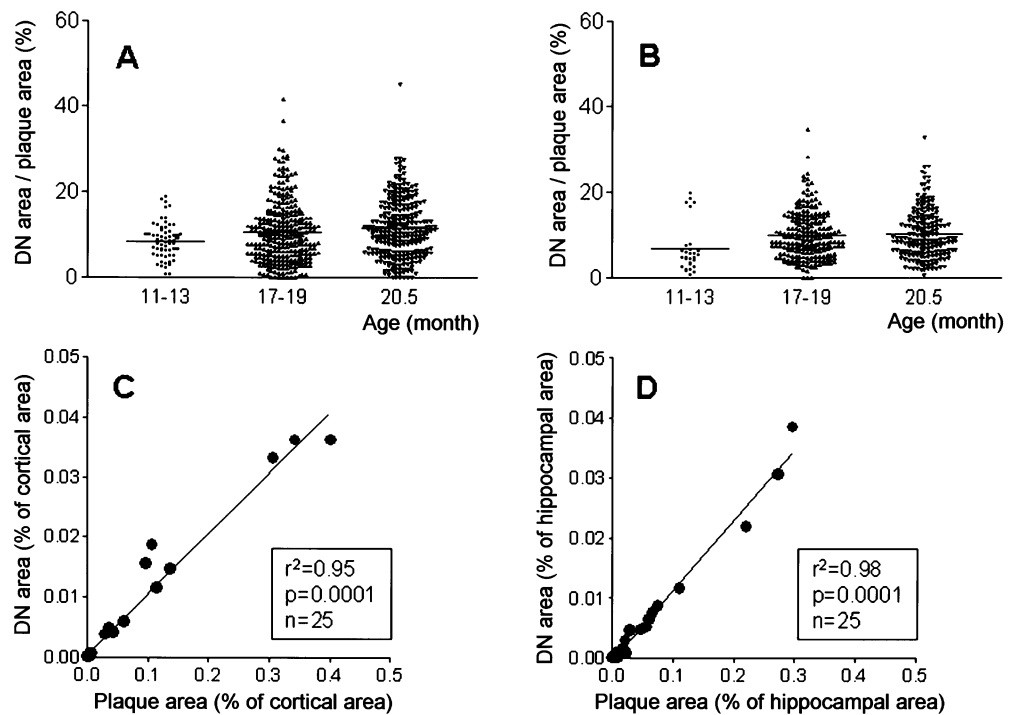 A
DN area / plaque area (%)
60
40
20
0
11-13
17-19
20.5
Age (month)
B
DN area / plaque area (%)
60
40
20
0
11-13
17-19
20.5
Age (month)
C
DN area (% of cortical area)
0.05
0.04
0.03
0.02
0.01
0.00
r²=0.95
p=0.0001
n=25
0.0
0.1
0.2
0.3
0.4
0.5
Plaque area (% of cortical area)
D
DN area (% of hippocampal area)
0.05
0.04
0.03
0.02
0.01
0.00
r²=0.98
p=0.0001
n=25
0.0
0.1
0.2
0.3
0.4
0.5
Plaque area (% of hippocampal area)